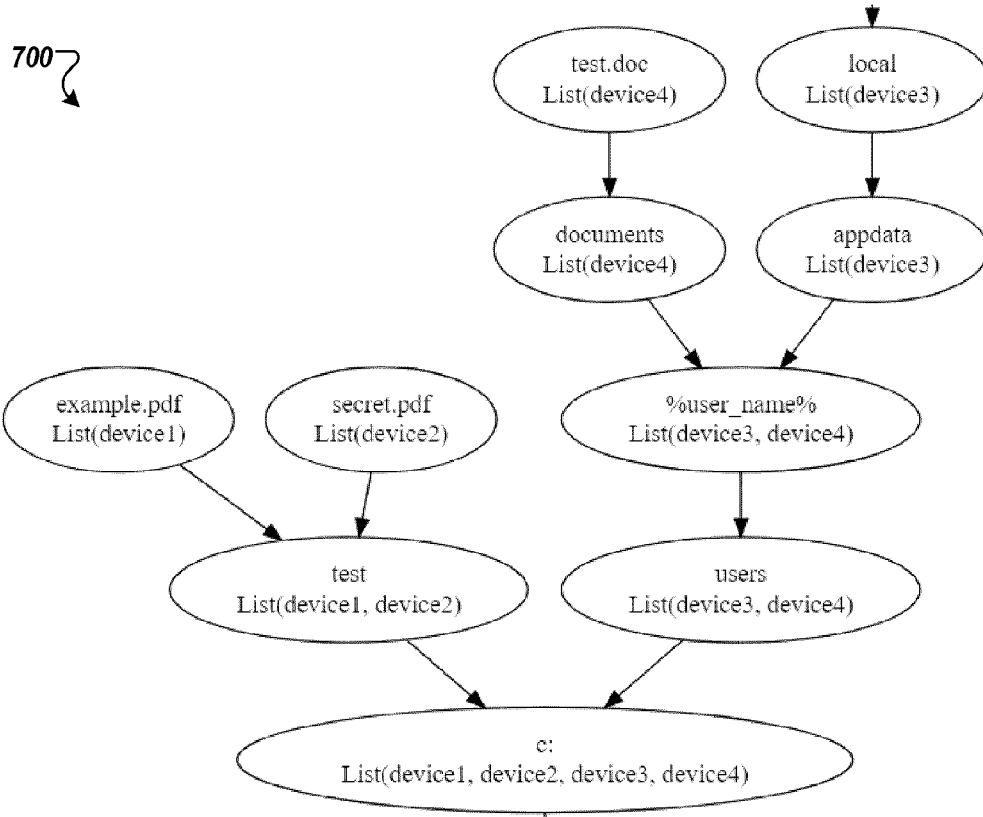 700
test.doc
List(device4)
local
List(device3)
documents
List(device4)
appdata
List(device3)
example.pdf
List(device1)
secret.pdf
List(device2)
%user_name%
List(device3, device4)
test
List(device1, device2)
users
List(device3, device4)
c:
List(device1, device2, device3, device4)